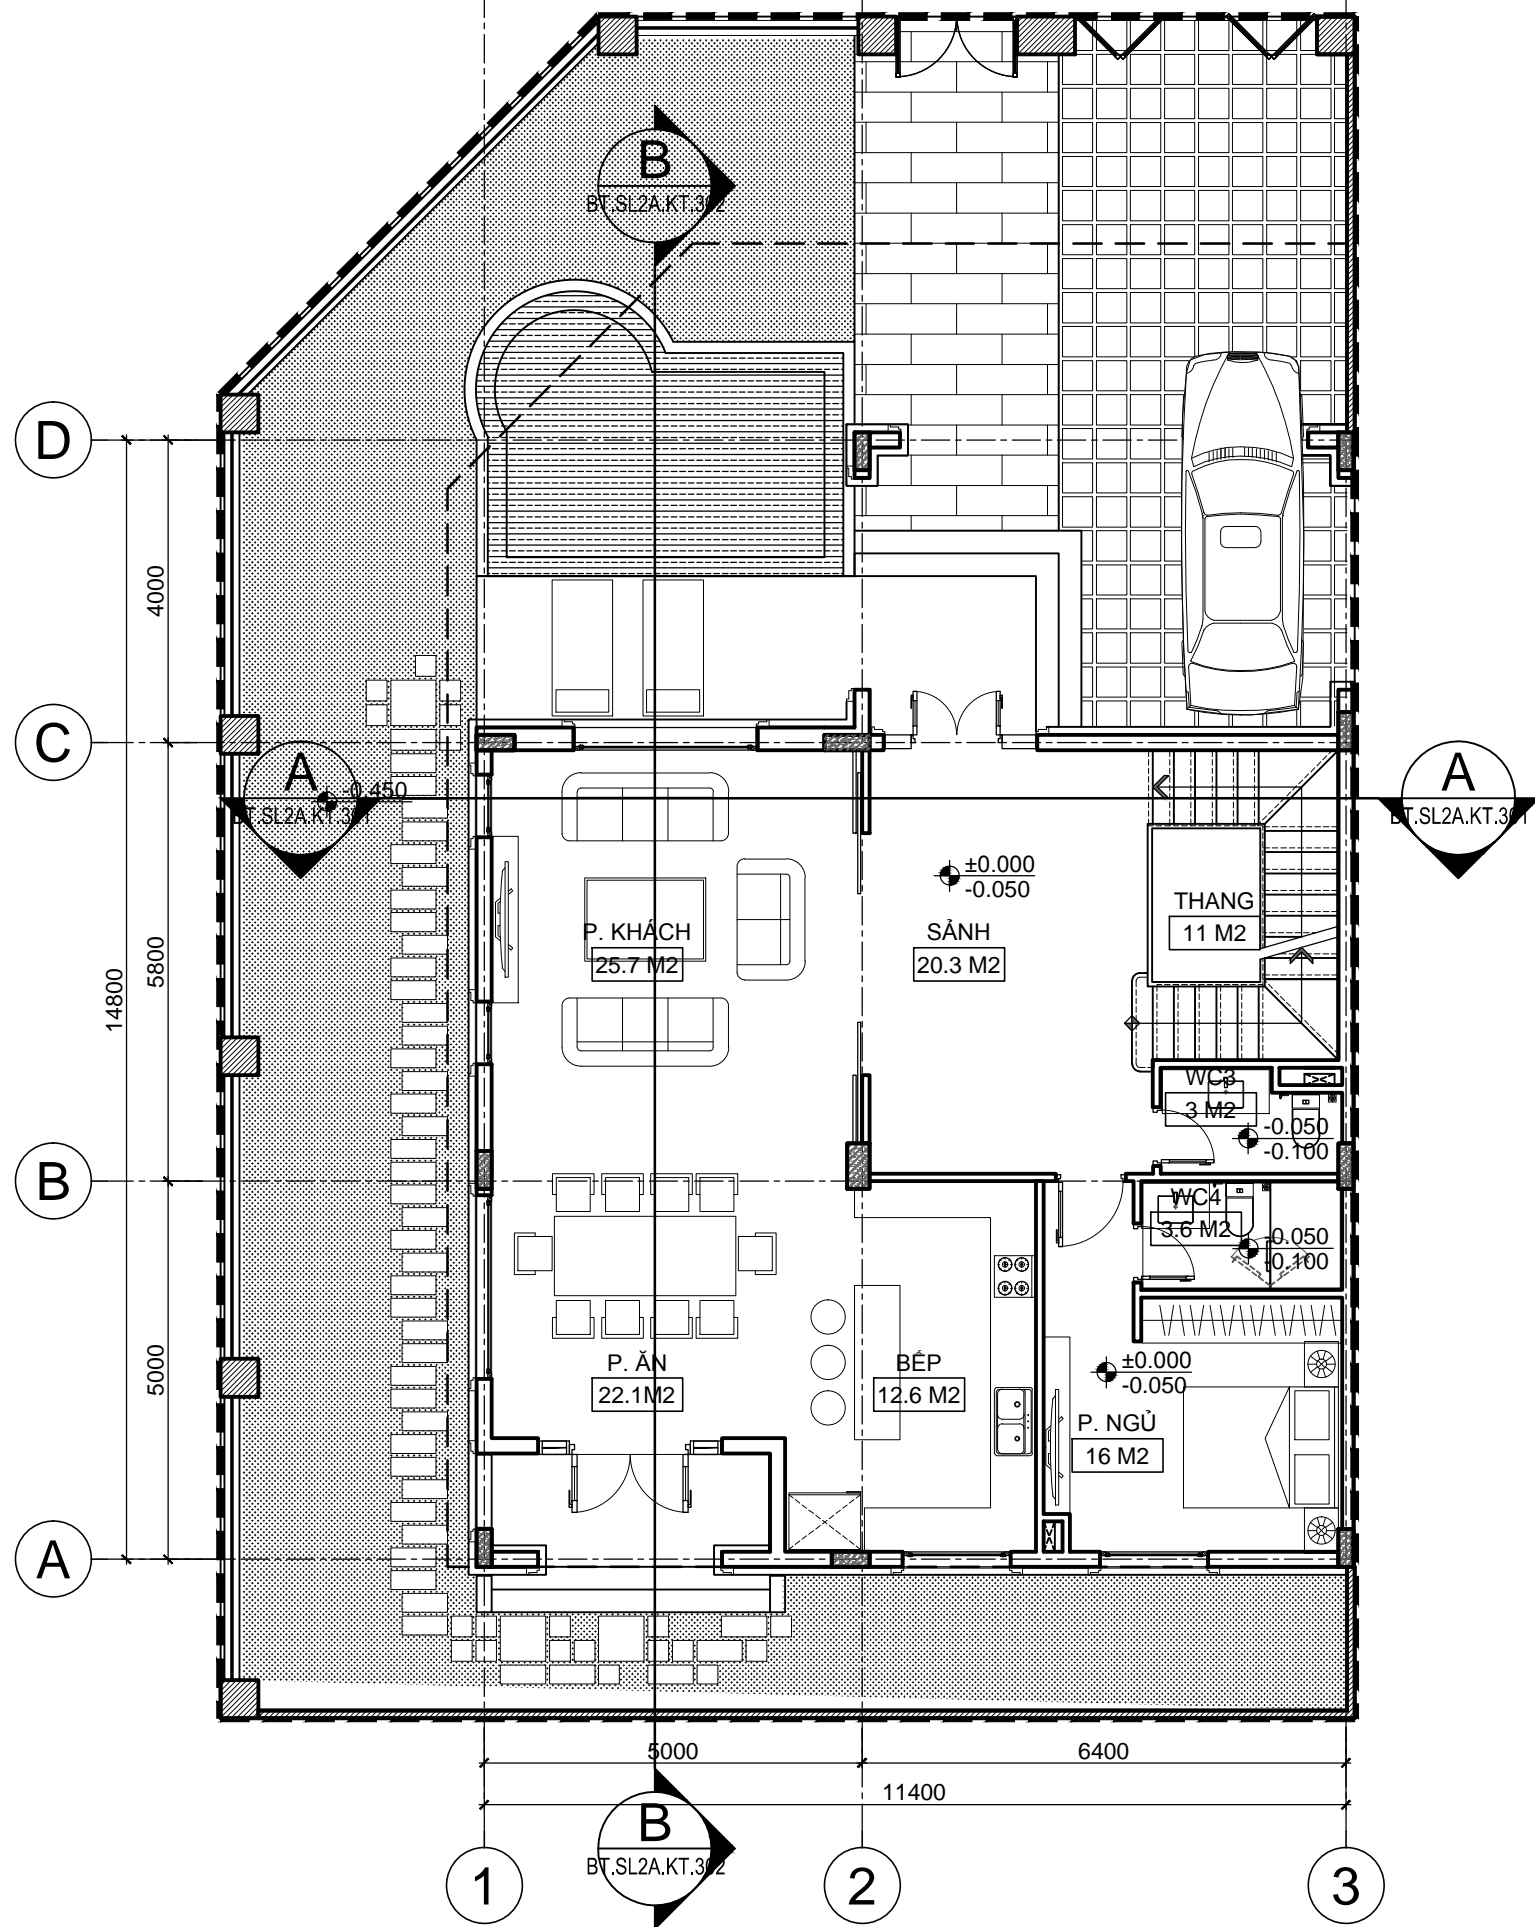 B
BT.SL2A.KT.302
D
4000
C
A
-0.450
BT.SL2A.KT.301
A
BT.SL2A.KT.301
±0.000
-0.050
THANG
11 M2
P. KHÁCH
25.7 M2
SẢNH
20.3 M2
5800
14800
WC3
3 M2
-0.050
-0.100
B
WC4
3.6 M2
-0.050
-0.100
5000
P. ĂN
22.1M2
BẾP
12.6 M2
±0.000
-0.050
P. NGỦ
16 M2
A
5000
6400
11400
B
BT.SL2A.KT.302
1
2
3